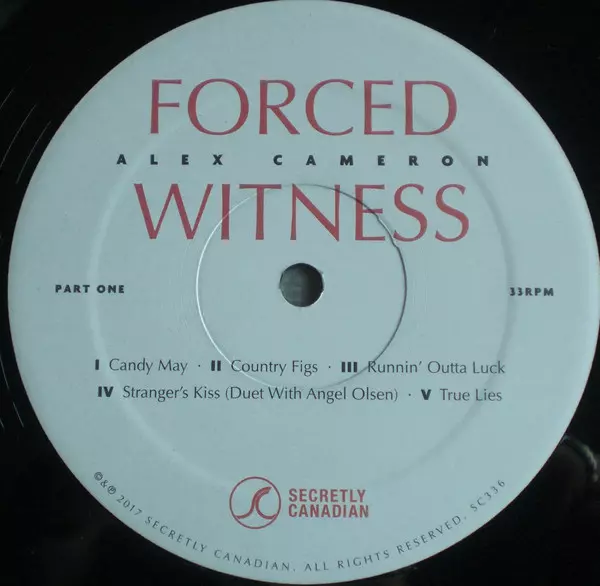 FORCED
ALEX CAMERON
WITNESS
PART ONE
33RPM
I Candy May · II Country Figs · III Runnin' Outta Luck
IV Stranger's Kiss (Duet With Angel Olsen) · V True Lies
SC SECRETLY
CANADIAN
©&℗ 2017 SECRETLY CANADIAN. ALL RIGHTS RESERVED. SC336